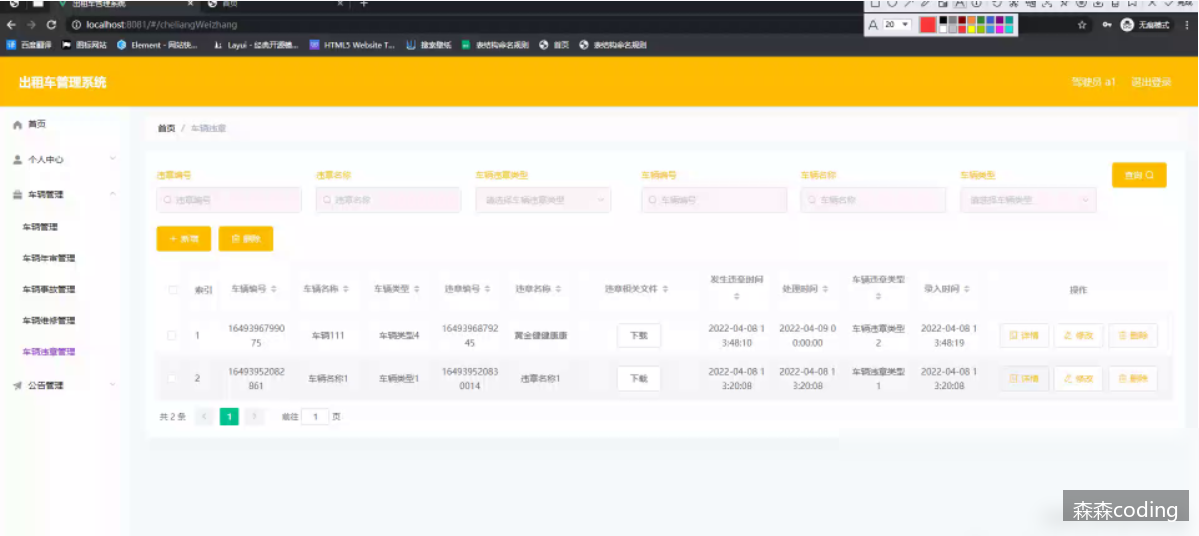 出租车管理系统 首页
localhost:8081/#/cheliangWeizhang 无痕模式
百度翻译 图标网站 Element - 网站快... Layui - 经典开源模... HTML5 Website T... 搜索壁纸 表结构命名规则 首页 表结构命名规则
A 20
出租车管理系统 驾驶员 a1 退出登录
首页
个人中心
车辆管理
车辆管理
车辆年审管理
车辆事故管理
车辆维修管理
车辆违章管理
公告管理
首页 / 车辆违章
违章编号 违章名称 车辆违章类型 车辆编号 车辆名称 车辆类型 查询
违章编号 违章名称 请选择车辆违章类型 车辆编号 车辆名称 请选择车辆类型
+ 新增 删除
索引 车辆编号 车辆名称 车辆类型 违章编号 违章名称 违章相关文件 发生违章时间 处理时间 车辆违章类型 录入时间 操作
1 16493967990 车辆111 车辆类型4 16493968792 黄金健健康康 下载 2022-04-08 1 2022-04-09 0 车辆违章类型 2022-04-08 1 详情 修改 删除
75 45 3:48:10 0:00:00 2 3:48:19
2 16493952082 车辆名称1 车辆类型1 16493952083 违章名称1 下载 2022-04-08 1 2022-04-08 1 车辆违章类型 2022-04-08 1 详情 修改 删除
861 0014 3:20:08 3:20:08 1 3:20:08
共 2 条 < 1 > 前往 1 页
森森coding